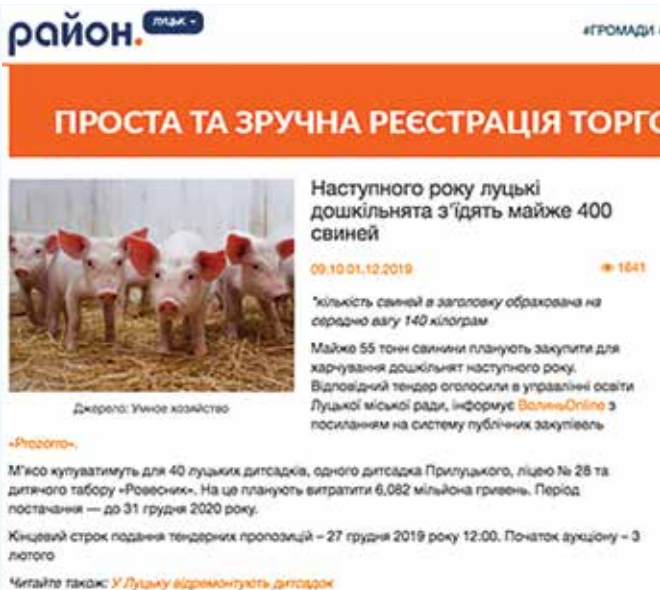 район.
ЛУЦЬК
#ГРОМАДИ
ПРОСТА ТА ЗРУЧНА РЕЄСТРАЦІЯ ТОРГО
Наступного року луцькі
дошкільнята з'їдять майже 400
свиней
09:10 01.12.2019
1641
*кількість свиней в заголовку обрахована на
середню вагу 140 кілограм
Майже 55 тонн свинини планують закупити для
харчування дошкільнят наступного року.
Відповідний тендер оголосили в управлінні освіти
Луцької міської ради, інформує ВолиньOnline з
посиланням на систему публічних закупівель
«Prozorro».
Джерело: Умное хозяйство
М'ясо купуватимуть для 40 луцьких дитсадків, одного дитсадка Прилуцького, ліцею № 28 та
дитячого табору «Ровесник». На це планують витратити 6,082 мільйона гривень. Період
постачання — до 31 грудня 2020 року.
Кінцевий строк подання тендерних пропозицій – 27 грудня 2019 року 12:00. Початок аукціону – 3
лютого
Читайте також: У Луцьку відремонтують дитсадок